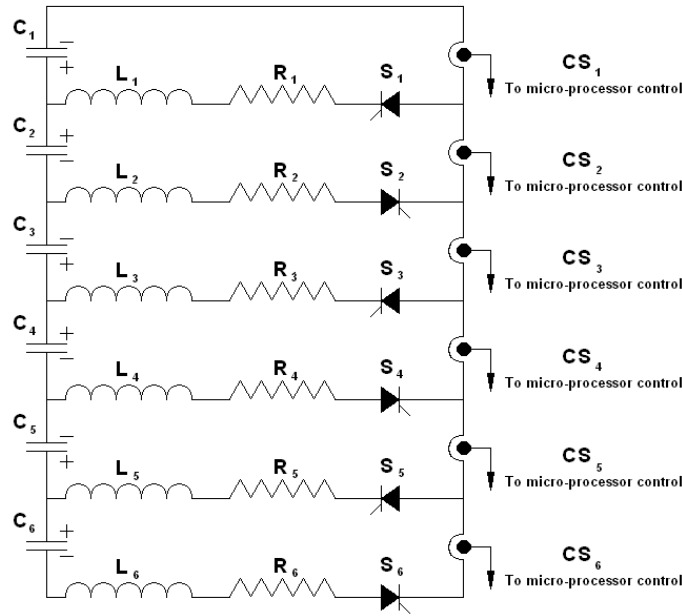 C1
L1 R1 S1 CS1
To micro-processor control
C2
L2 R2 S2 CS2
To micro-processor control
C3
L3 R3 S3 CS3
To micro-processor control
C4
L4 R4 S4 CS4
To micro-processor control
C5
L5 R5 S5 CS5
To micro-processor control
C6
L6 R6 S6 CS6
To micro-processor control